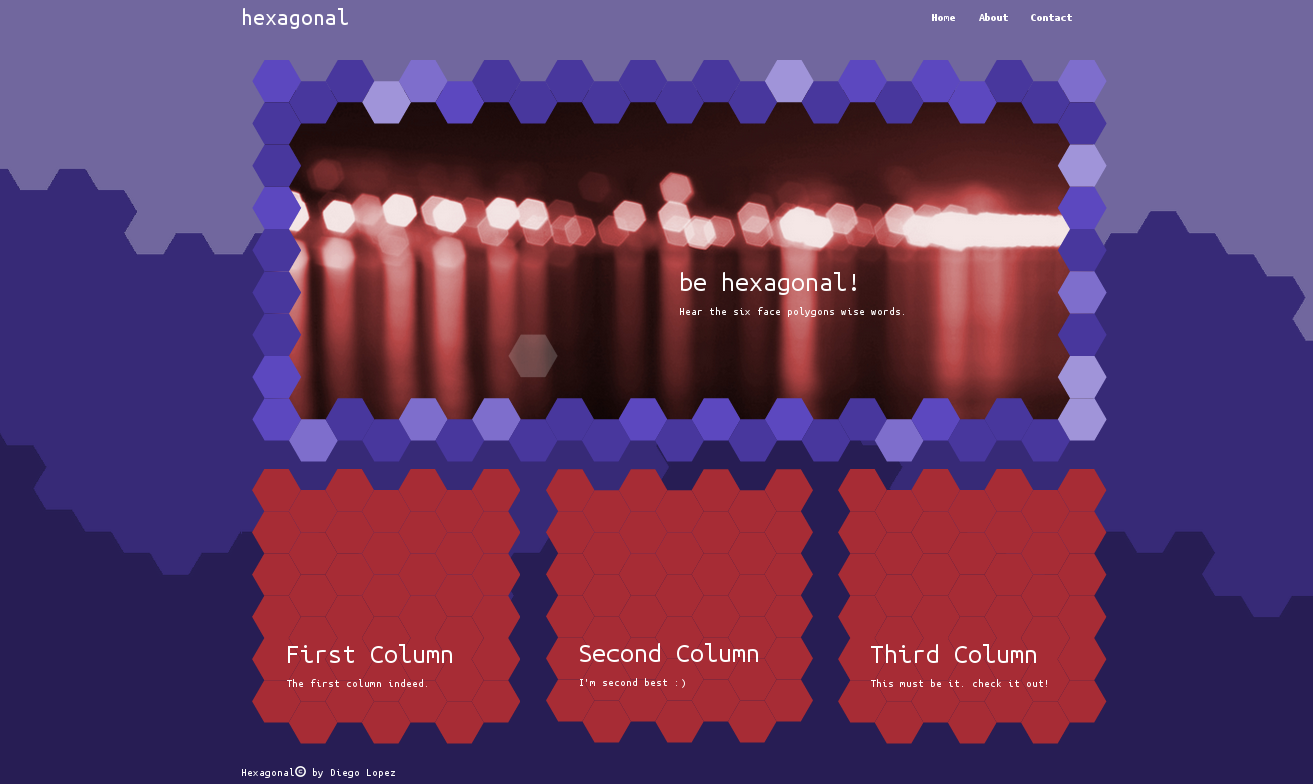 hexagonal
Home About Contact
be hexagonal!
Hear the six face polygons wise words.
First Column
The first column indeed.
Second Column
I'm second best :)
Third Column
This must be it. check it out!
Hexagonal© by Diego Lopez